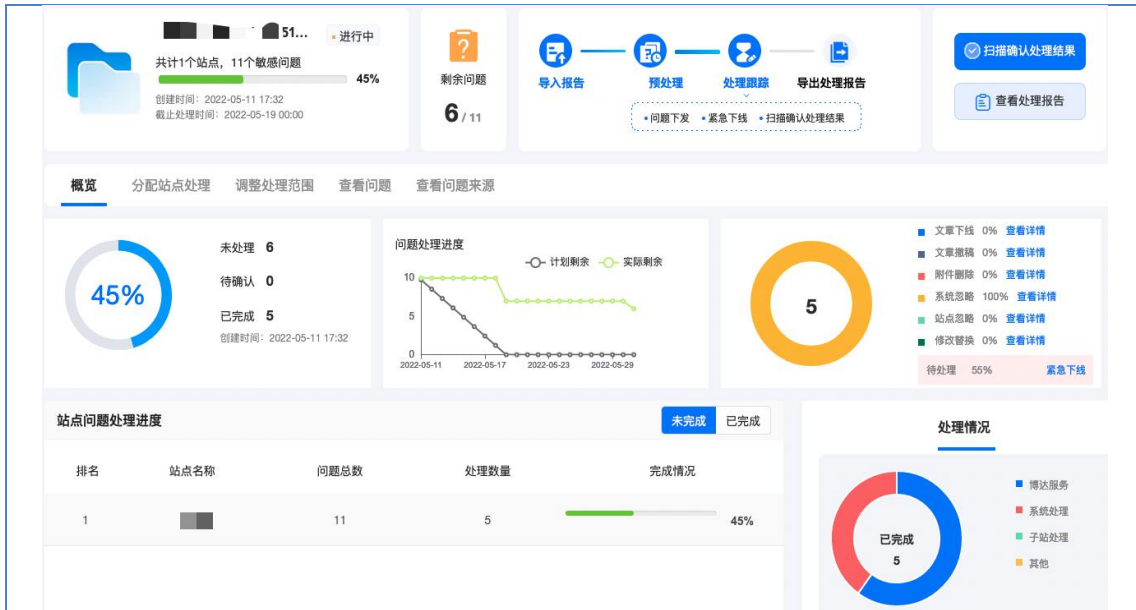 51...
进行中
共计1个站点，11个敏感问题
45%
创建时间：2022-05-11 17:32
截止处理时间：2022-05-19 00:00
剩余问题
6 / 11
导入报告
预处理
处理跟踪
导出处理报告
•问题下发 •紧急下线 •扫描确认处理结果
扫描确认处理结果
查看处理报告
概览 分配站点处理 调整处理范围 查看问题 查看问题来源
45%
未处理 6
待确认 0
已完成 5
创建时间：2022-05-11 17:32
问题处理进度
计划剩余 实际剩余
10
5
0
2022-05-11 2022-05-17 2022-05-23 2022-05-29
5
文章下线 0% 查看详情
文章撤稿 0% 查看详情
附件删除 0% 查看详情
系统忽略 100% 查看详情
站点忽略 0% 查看详情
修改替换 0% 查看详情
待处理 55% 紧急下线
站点问题处理进度
未完成 已完成
排名 站点名称 问题总数 处理数量 完成情况
1 11 5 45%
处理情况
已完成
5
博达服务
系统处理
子站处理
其他